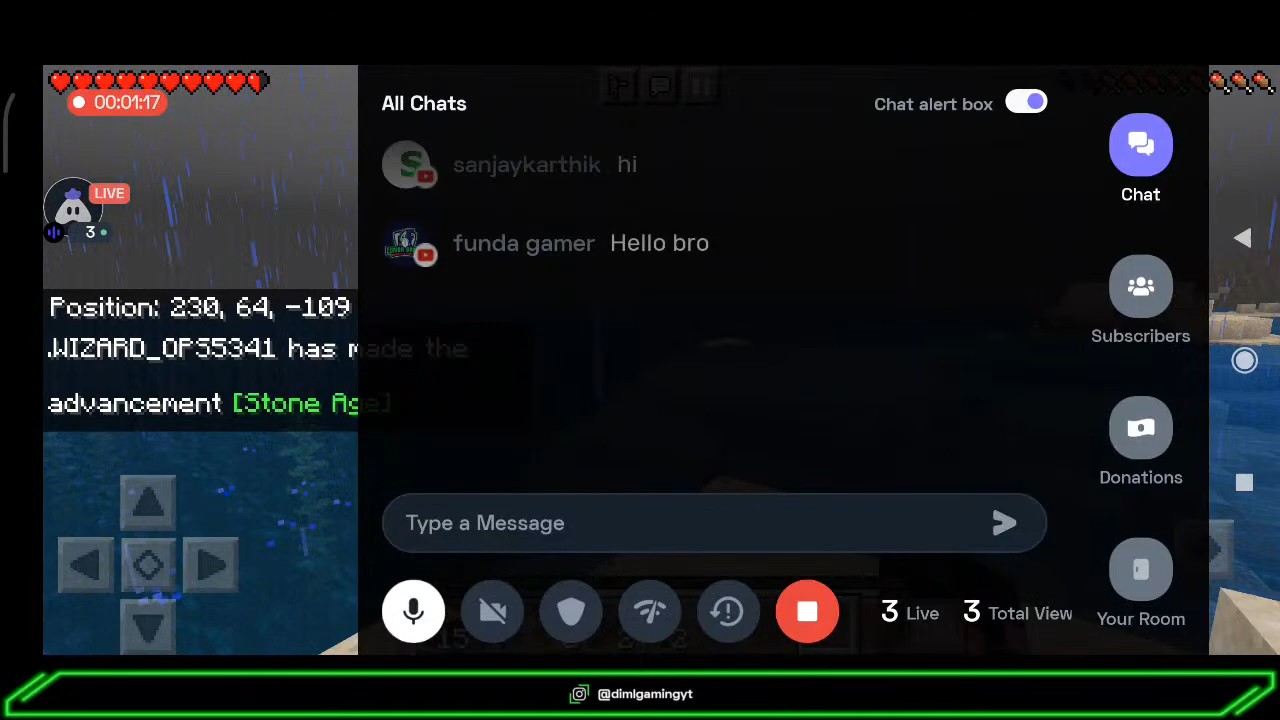 00:01:17
LIVE
3
Position: 230, 64, -109
.WIZARD_OPS5341 has made the
advancement [Stone Age]
All Chats
Chat alert box
sanjaykarthik hi
funda gamer Hello bro
Type a Message
3 Live 3 Total View
Chat
Subscribers
Donations
Your Room
@dimlgamingyt